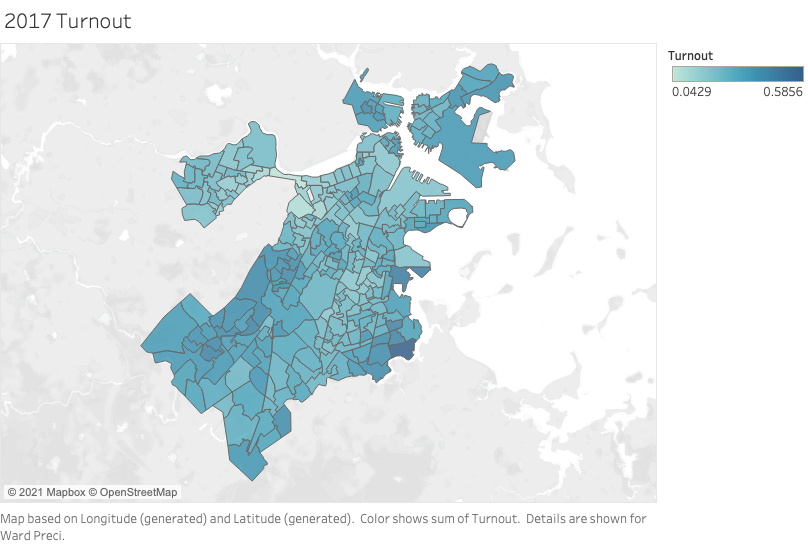 2017 Turnout
Turnout
0.0429 0.5856
© 2021 Mapbox © OpenStreetMap
Map based on Longitude (generated) and Latitude (generated).  Color shows sum of Turnout.  Details are shown for
Ward Preci.